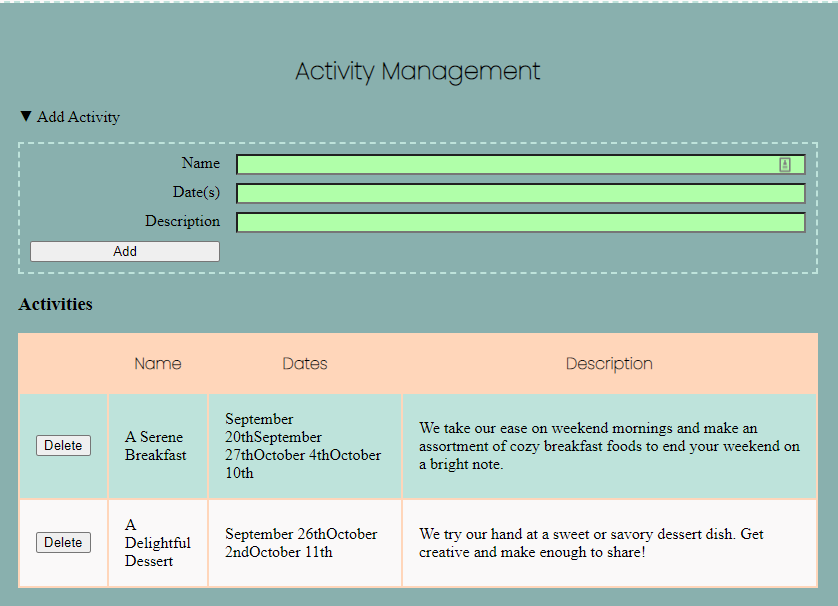 Activity Management
▼ Add Activity
Name
Date(s)
Description
Add
Activities
Name Dates Description
Delete
A Serene
Breakfast
September
20thSeptember
27thOctober 4thOctober
10th
We take our ease on weekend mornings and make an
assortment of cozy breakfast foods to end your weekend on
a bright note.
Delete
A
Delightful
Dessert
September 26thOctober
2ndOctober 11th
We try our hand at a sweet or savory dessert dish. Get
creative and make enough to share!